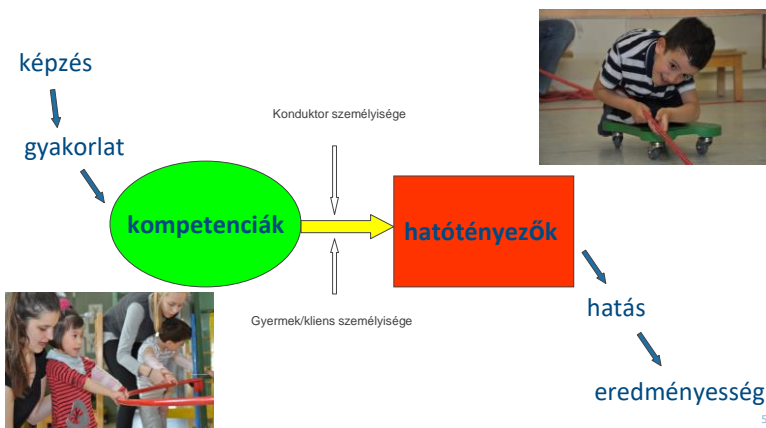 képzés
gyakorlat
Konduktor személyisége
kompetenciák
hatótényezők
Gyermek/kliens személyisége
hatás
eredményesség
5